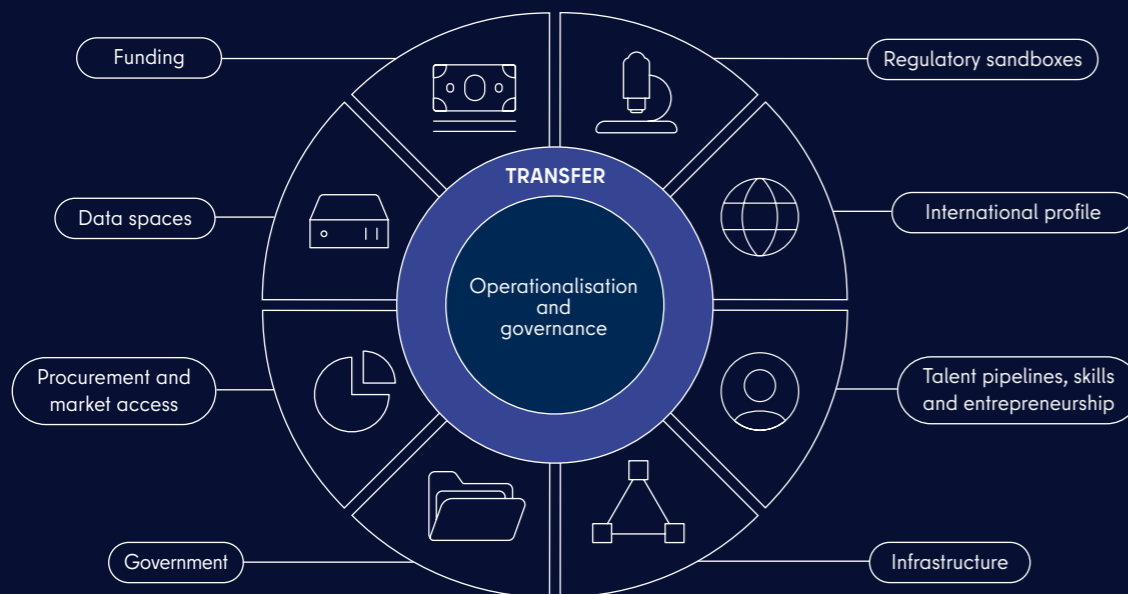 Funding
Regulatory sandboxes
TRANSFER
Data spaces
International profile
Operationalisation
and
governance
Procurement and
market access
Talent pipelines, skills
and entrepreneurship
Government
Infrastructure